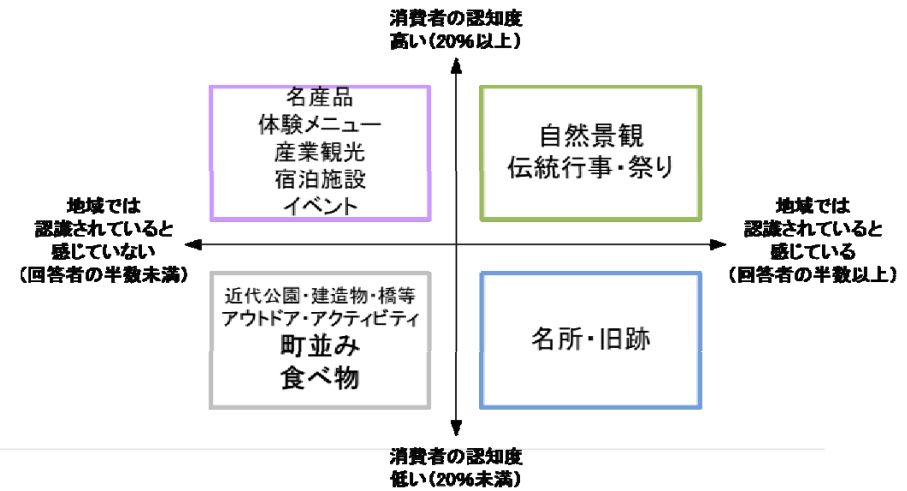 消費者の認知度
高い(20%以上)
名産品
体験メニュー
産業観光
宿泊施設
イベント
自然景観
伝統行事・祭り
地域では
認識されていると
感じていない
(回答者の半数未満)
地域では
認識されていると
感じている
(回答者の半数以上)
近代公園・建造物・橋等
アウトドア・アクティビティ
町並み
食べ物
名所・旧跡
消費者の認知度
低い(20%未満)